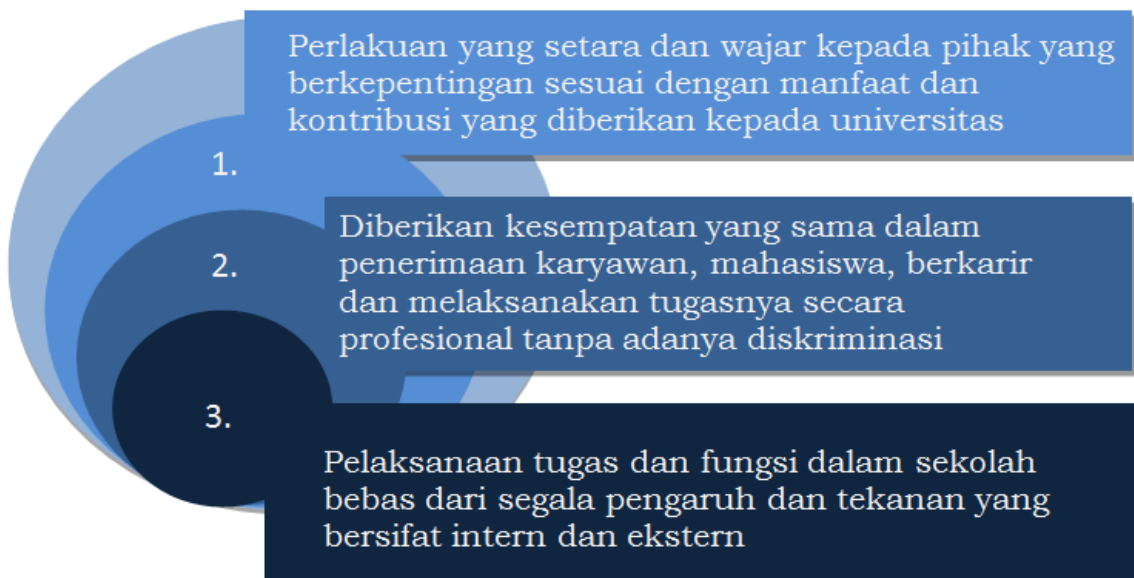 1.
Perlakuan yang setara dan wajar kepada pihak yang
berkepentingan sesuai dengan manfaat dan
kontribusi yang diberikan kepada universitas
2.
Diberikan kesempatan yang sama dalam
penerimaan karyawan, mahasiswa, berkarir
dan melaksanakan tugasnya secara
profesional tanpa adanya diskriminasi
3.
Pelaksanaan tugas dan fungsi dalam sekolah
bebas dari segala pengaruh dan tekanan yang
bersifat intern dan ekstern